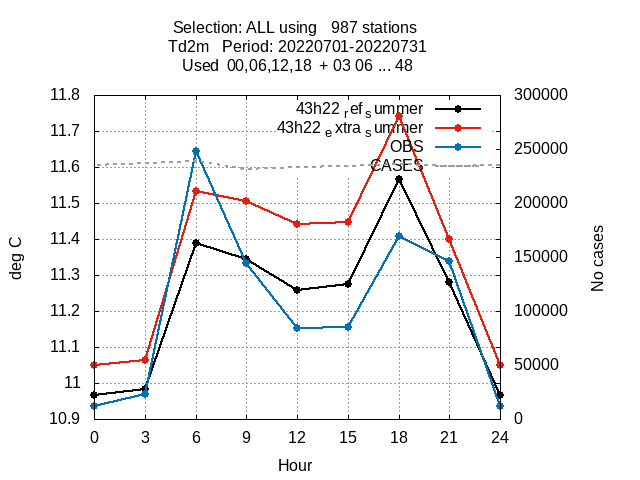 Selection: ALL using   987 stations
Td2m   Period: 20220701-20220731
Used  00,06,12,18  + 03 06 ... 48
11.8
11.7
11.6
11.5
11.4
11.3
11.2
11.1
11
10.9
300000
250000
200000
150000
100000
50000
0
43h22 ref summer
43h22 extra summer
OBS
CASES
deg C
No cases
0 3 6 9 12 15 18 21 24
Hour